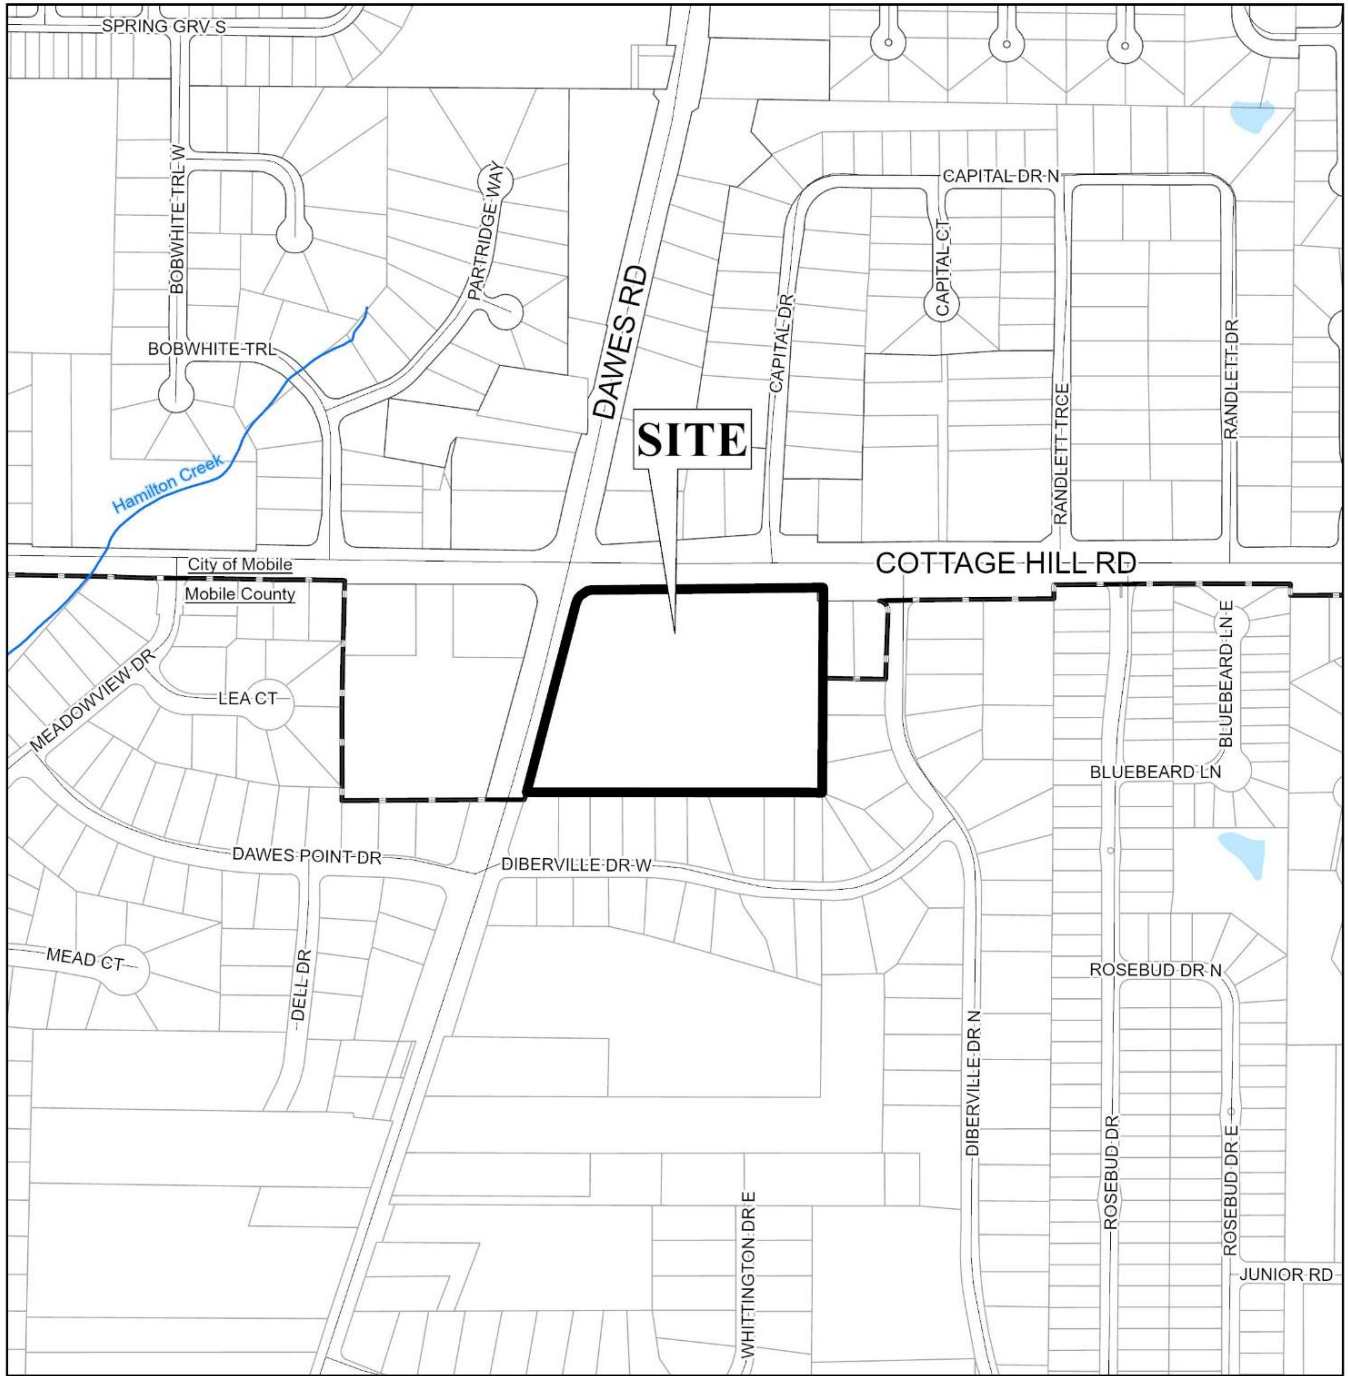 SPRING GRV S
BOBWHITE TRL W
PARTRIDGE WAY
CAPITAL DR N
CAPITAL CT
DAWES RD
CAPITAL DR
BOBWHITE TRL
RANDLETT TRCE
RANDLETT DR
SITE
Hamilton Creek
City of Mobile
Mobile County
COTTAGE HILL RD
MEADOWVIEW DR
LEA CT
BLUEBEARD LN E
BLUEBEARD LN
DAWES POINT DR
DIBERVILLE DR W
MEAD CT
DELL DR
ROSEBUD DR N
DIBERVILLE DR N
ROSEBUD DR
ROSEBUD DR E
WHITTINGTON DR E
JUNIOR RD